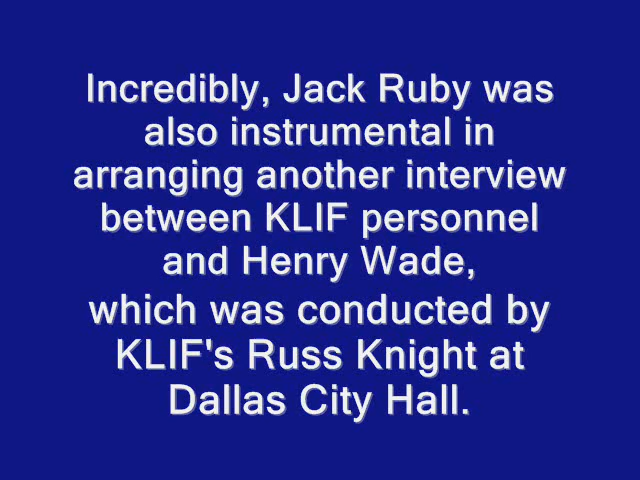 Incredibly, Jack Ruby was
also instrumental in
arranging another interview
between KLIF personnel
and Henry Wade,
which was conducted by
KLIF's Russ Knight at
Dallas City Hall.